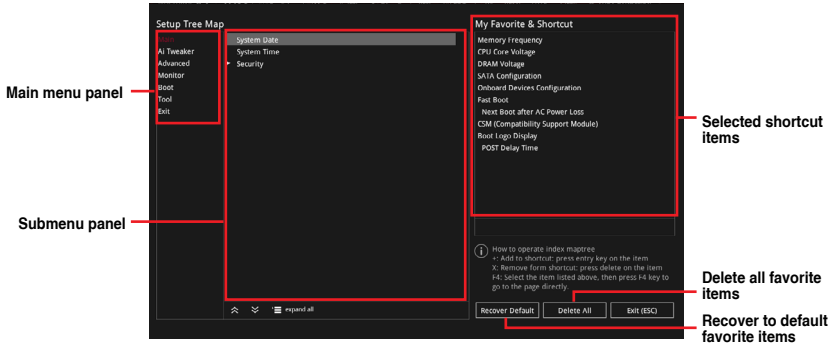 Setup Tree Map
Main
Ai Tweaker
Advanced
Monitor
Boot
Tool
Exit
System Date
System Time
Security
expand all
My Favorite & Shortcut
Memory Frequency
CPU Core Voltage
DRAM Voltage
SATA Configuration
Onboard Devices Configuration
Fast Boot
Next Boot after AC Power Loss
CSM (Compatibility Support Module)
Boot Logo Display
POST Delay Time
How to operate index maptree
+: Add to shortcut: press entry key on the item
X: Remove form shortcut: press delete on the item
F4: Select the item listed above, then press F4 key to
go to the page directly.
Recover Default
Delete All
Exit (ESC)
Main menu panel
Submenu panel
Selected shortcut
items
Delete all favorite
items
Recover to default
favorite items